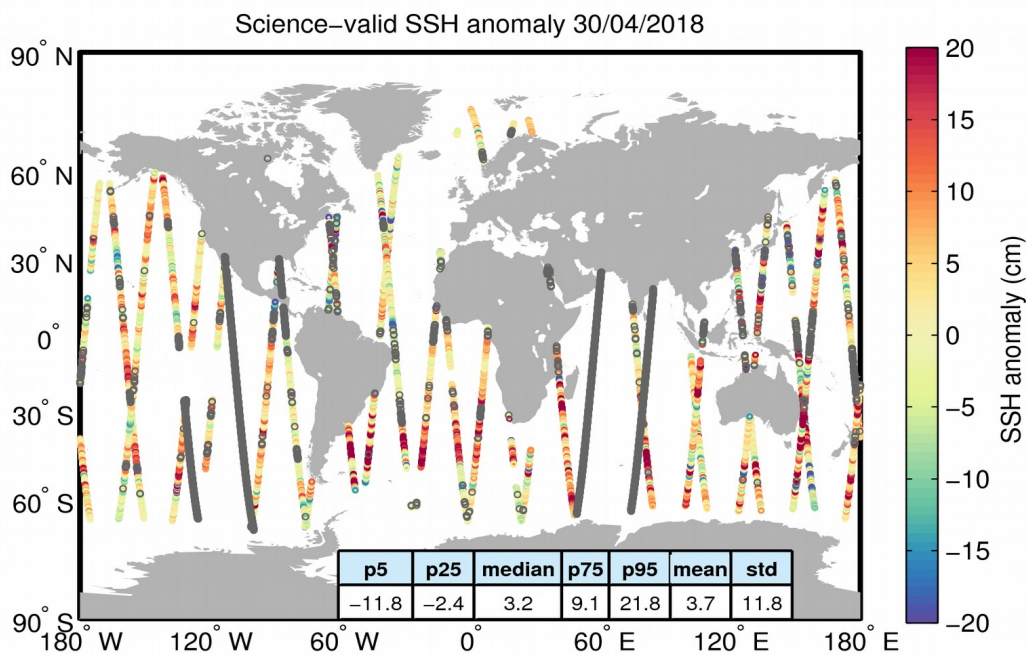 Science−valid SSH anomaly 30/04/2018
90° N
60° N
30° N
0°
30° S
60° S
90° S
180° W
120° W
60° W
0°
60° E
120° E
180° E
p5 p25 median p75 p95 mean std
−11.8 −2.4 3.2 9.1 21.8 3.7 11.8
20
15
10
5
0
−5
−10
−15
−20
SSH anomaly (cm)